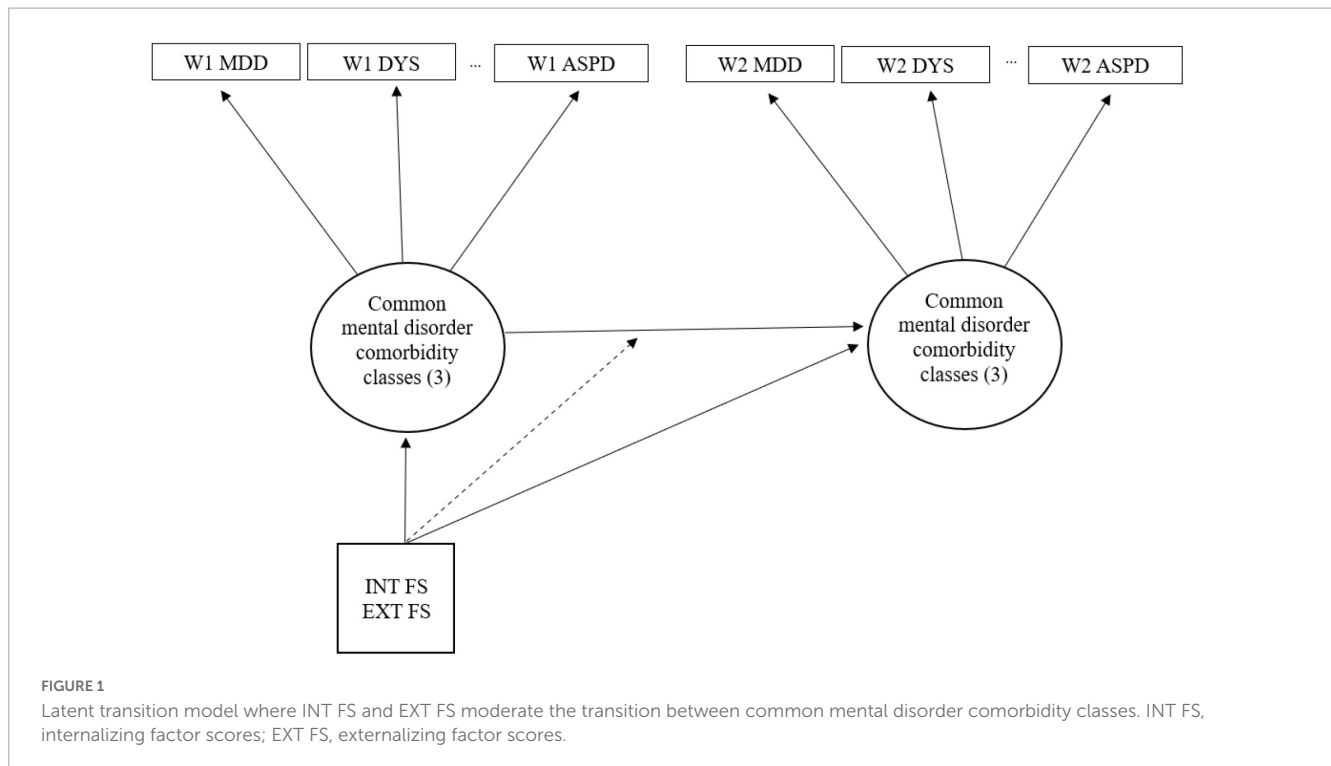 W1 MDD W1 DYS ... W1 ASPD W2 MDD W2 DYS ... W2 ASPD
Common
mental disorder
comorbidity
classes (3)
Common
mental disorder
comorbidity
classes (3)
INT FS
EXT FS
FIGURE 1
Latent transition model where INT FS and EXT FS moderate the transition between common mental disorder comorbidity classes. INT FS,
internalizing factor scores; EXT FS, externalizing factor scores.